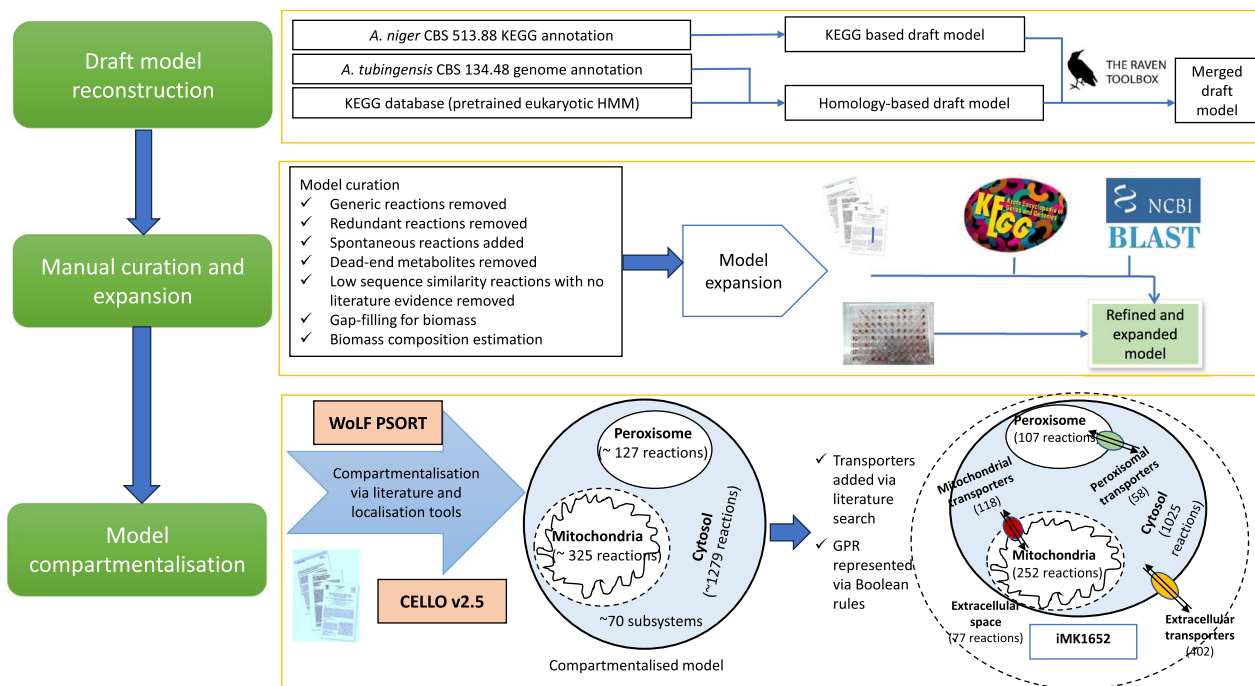 Draft model
reconstruction
A. niger CBS 513.88 KEGG annotation
A. tubingensis CBS 134.48 genome annotation
KEGG database (pretrained eukaryotic HMM)
KEGG based draft model
Homology-based draft model
THE RAVEN
TOOLBOX
Merged
draft
model
Manual curation and
expansion
Model curation
✓ Generic reactions removed
✓ Redundant reactions removed
✓ Spontaneous reactions added
✓ Dead-end metabolites removed
✓ Low sequence similarity reactions with no
literature evidence removed
✓ Gap-filling for biomass
✓ Biomass composition estimation
Model
expansion
KEGG
Kyoto Encyclopedia of
Genes and Genomes
NCBI
BLAST
Refined and
expanded
model
Model
compartmentalisation
WoLF PSORT
Compartmentalisation
via literature and
localisation tools
CELLO v2.5
Peroxisome
(~ 127 reactions)
Mitochondria
~ 325 reactions)
Cytosol
(~1279 reactions)
~70 subsystems
Compartmentalised model
✓ Transporters
added via
literature
search
✓ GPR
represented
via Boolean
rules
Peroxisome
(107 reactions)
Mitochondrial
transporters
(118)
Peroxisomal
transporters
(58)
Cytosol
(1025
reactions)
Mitochondria
(252 reactions)
Extracellular
space
(77 reactions)
iMK1652
Extracellular
transporters
(402)